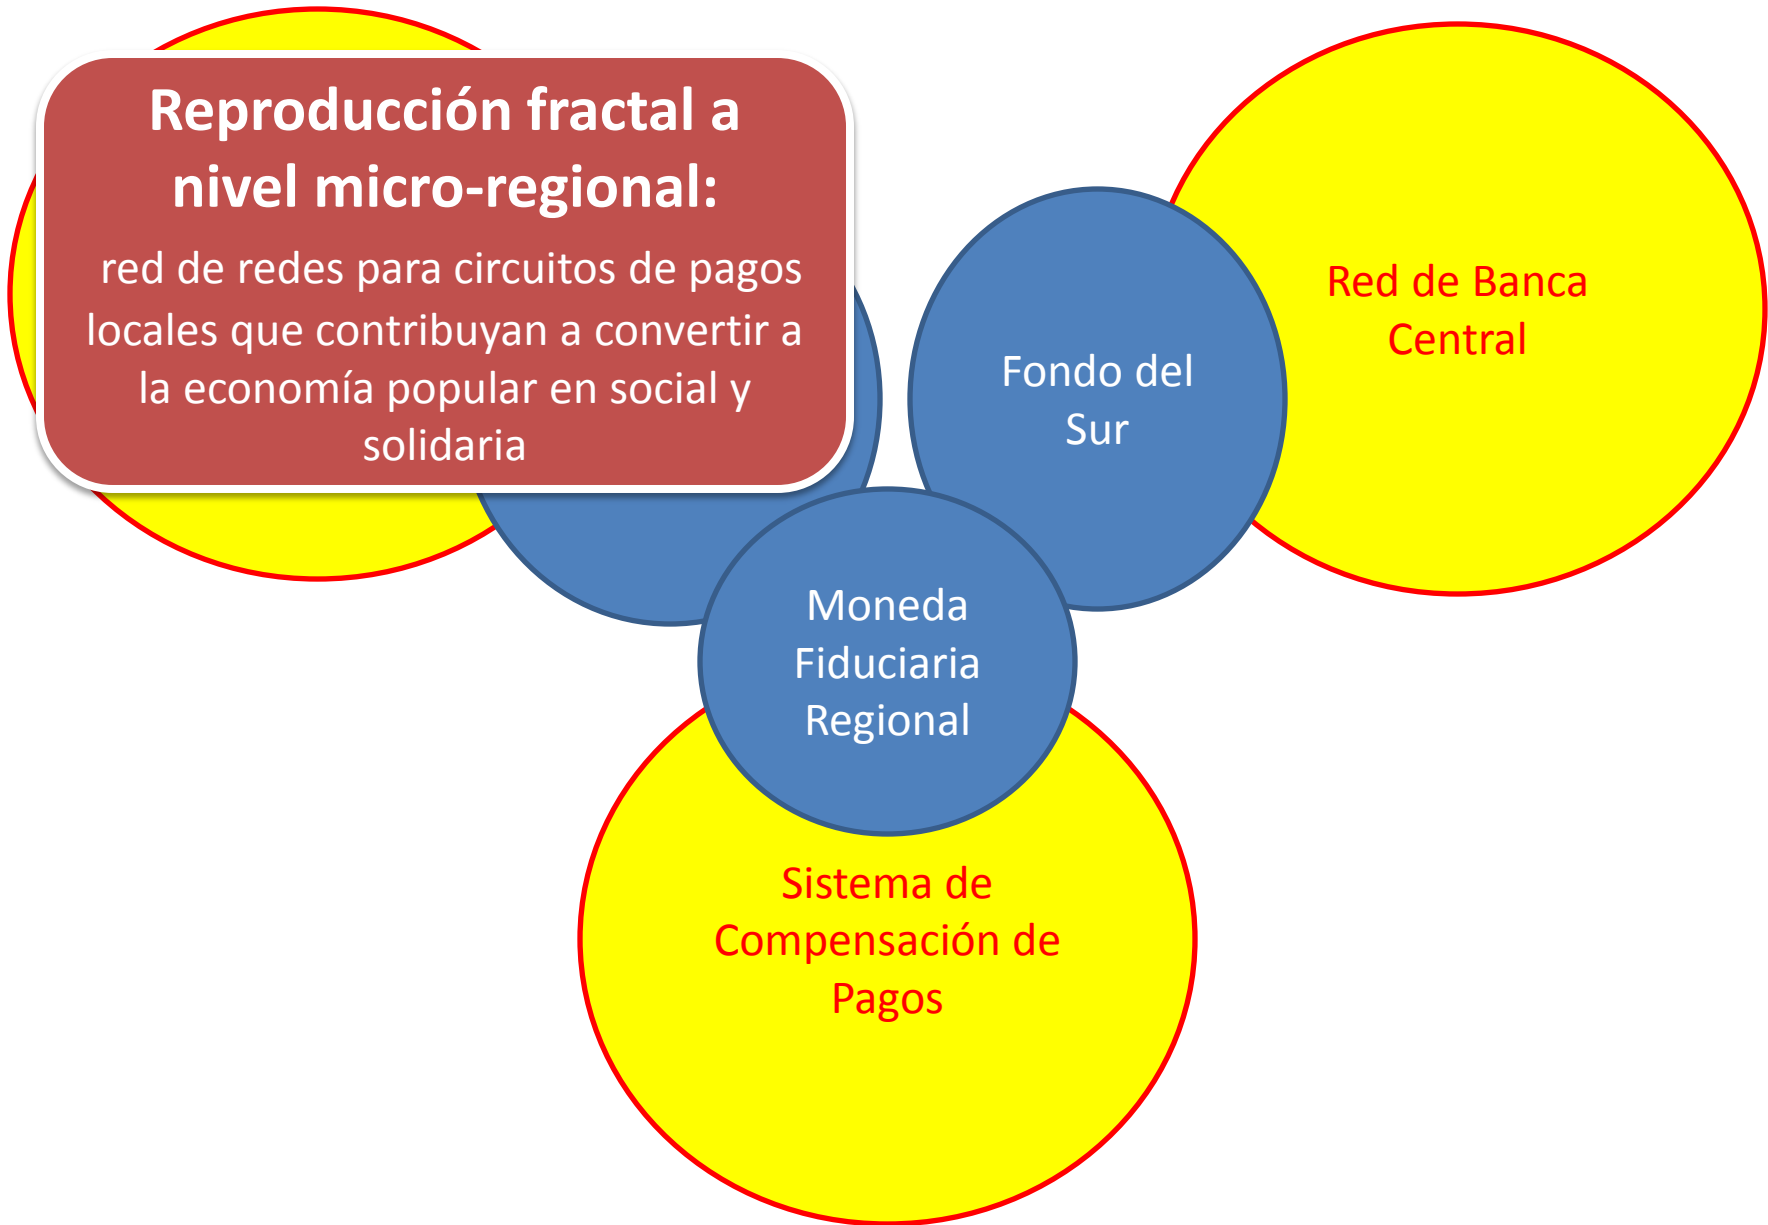 Reproducción fractal a
nivel micro-regional:
red de redes para circuitos de pagos
locales que contribuyan a convertir a
la economía popular en social y
solidaria
Red de Banca
Central
Fondo del
Sur
Moneda
Fiduciaria
Regional
Sistema de
Compensación de
Pagos